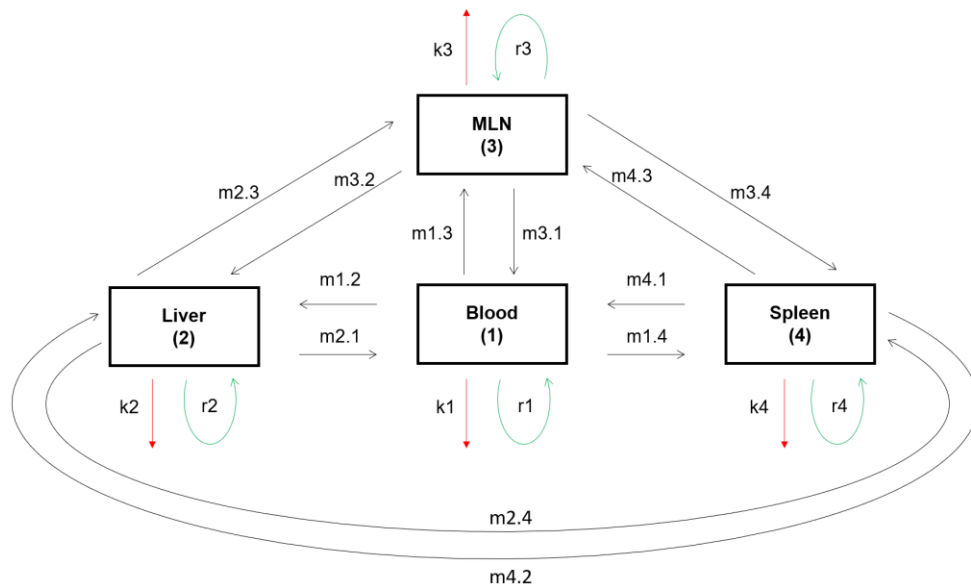 k3
r3
MLN
(3)
m2.3
m3.2
m4.3
m3.4
m1.3
m3.1
m1.2
m4.1
Liver
(2)
Blood
(1)
Spleen
(4)
m2.1
m1.4
k2
r2
k1
r1
k4
r4
m2.4
m4.2